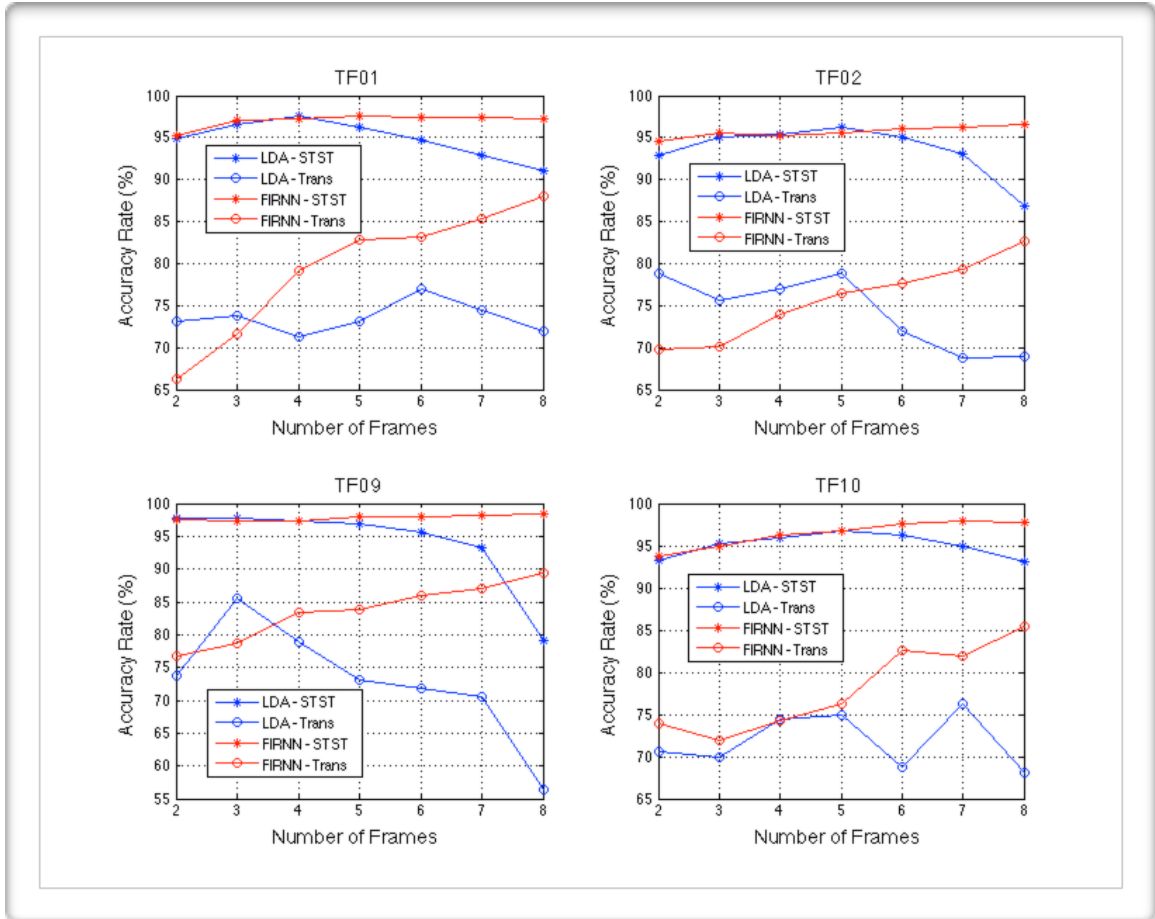 TF01
100
95
90
85
80
75
70
65
Accuracy Rate (%)
LDA - STST
LDA - Trans
FIRNN - STST
FIRNN - Trans
2 3 4 5 6 7 8
Number of Frames
TF02
100
95
90
85
80
75
70
65
Accuracy Rate (%)
LDA - STST
LDA - Trans
FIRNN - STST
FIRNN - Trans
2 3 4 5 6 7 8
Number of Frames
TF09
100
95
90
85
80
75
70
65
60
55
Accuracy Rate (%)
LDA - STST
LDA - Trans
FIRNN - STST
FIRNN - Trans
2 3 4 5 6 7 8
Number of Frames
TF10
100
95
90
85
80
75
70
65
Accuracy Rate (%)
LDA - STST
LDA - Trans
FIRNN - STST
FIRNN - Trans
2 3 4 5 6 7 8
Number of Frames